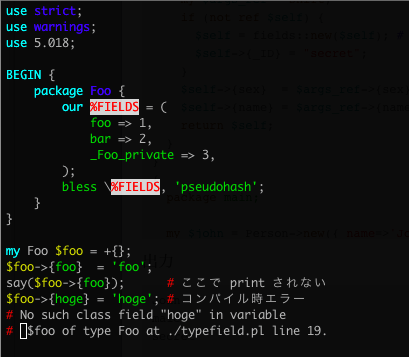 use strict;
use warnings;
use 5.018;
BEGIN {
package Foo {
our %FIELDS = (
foo => 1,
bar => 2,
_Foo_private => 3,
);
bless \%FIELDS, 'pseudohash';
}
}
my Foo $foo = +{};
$foo->{foo} = 'foo';
say($foo->{foo}); # ここで print されない
$foo->{hoge} = 'hoge'; # コンパイル時エラー
# No such class field "hoge" in variable
# $foo of type Foo at ./typefield.pl line 19.